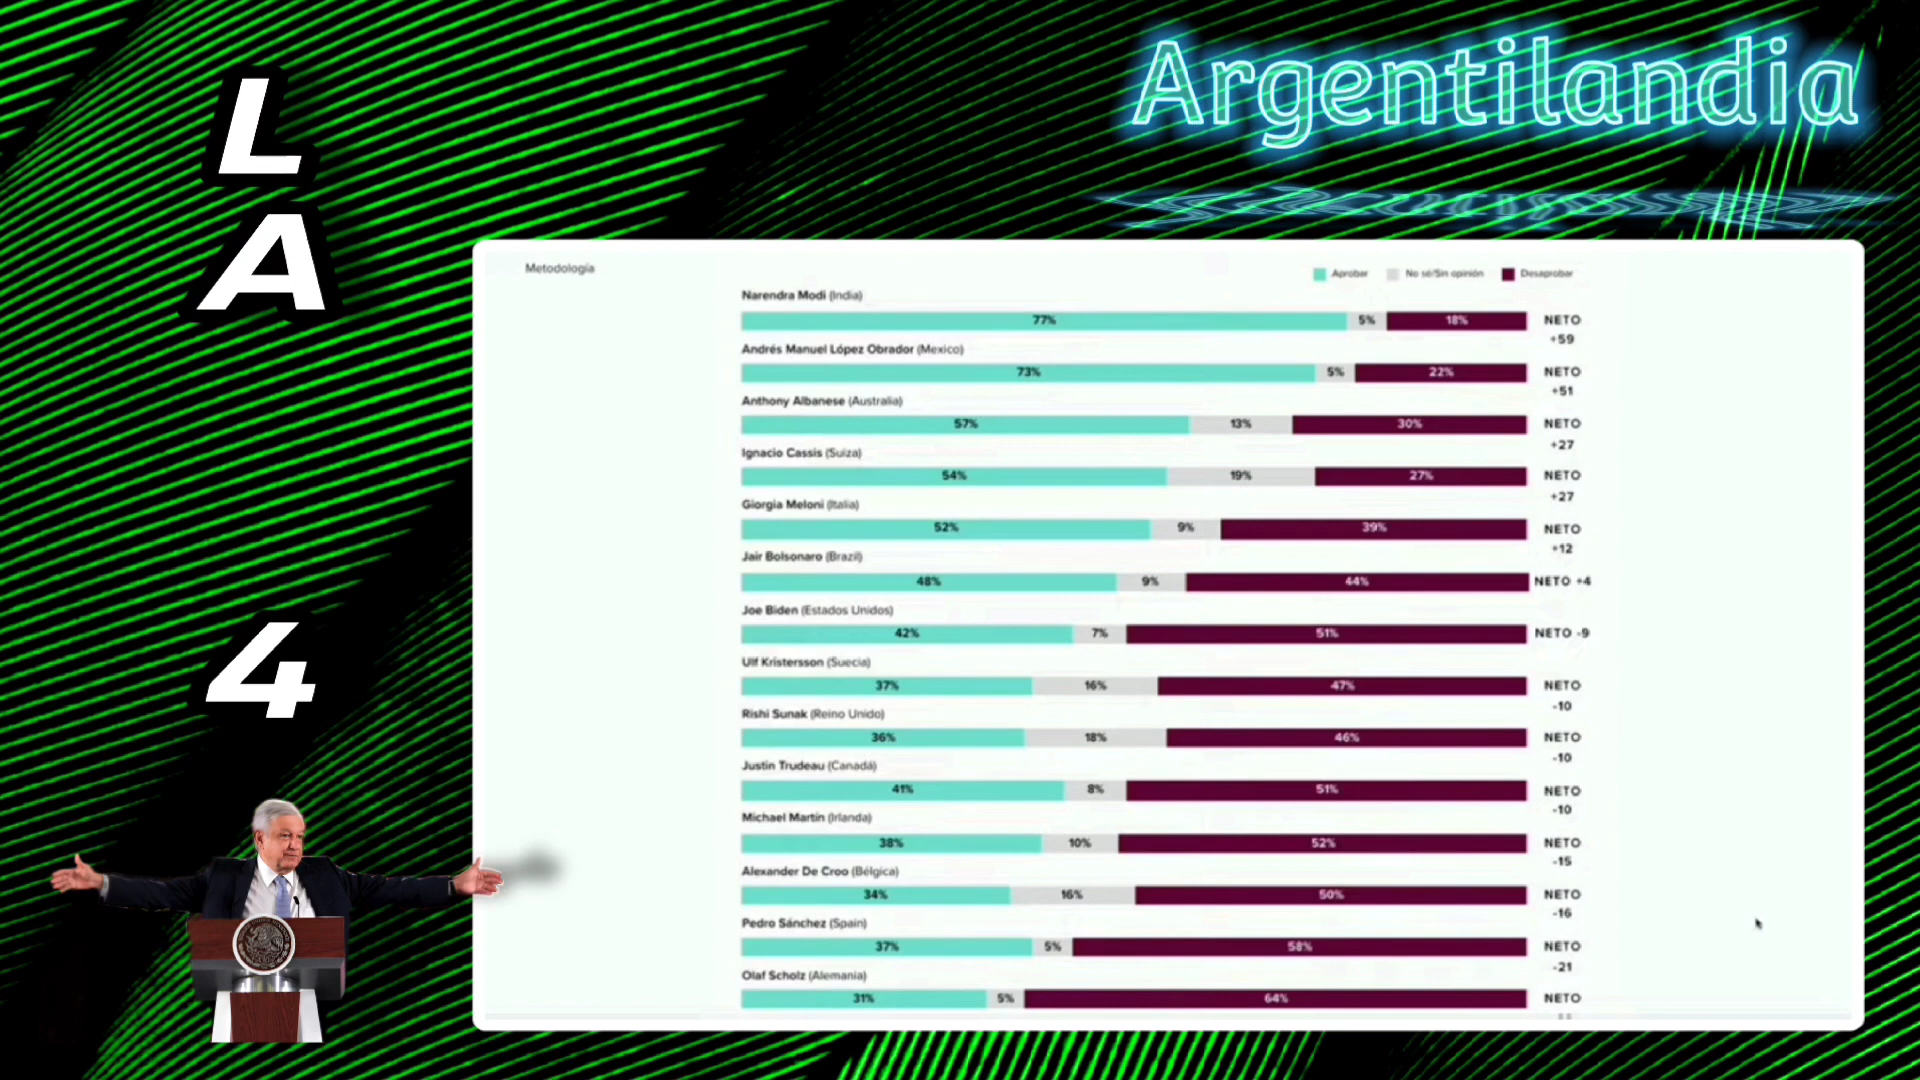 Argentilandia
L
A
4
Metodología
Aprobar No sé/Sin opinión Desaprobar
Narendra Modi (India)
77% 5% 18% NETO
+59
Andrés Manuel López Obrador (Mexico)
73% 5% 22% NETO
+51
Anthony Albanese (Australia)
57% 13% 30% NETO
+27
Ignacio Cassis (Suiza)
54% 19% 27% NETO
+27
Giorgia Meloni (Italia)
52% 9% 39% NETO
+12
Jair Bolsonaro (Brazil)
48% 9% 44% NETO +4
Joe Biden (Estados Unidos)
42% 7% 51% NETO -9
Ulf Kristersson (Suecia)
37% 16% 47% NETO
-10
Rishi Sunak (Reino Unido)
36% 18% 46% NETO
-10
Justin Trudeau (Canadá)
41% 8% 51% NETO
-10
Michael Martín (Irlanda)
38% 10% 52% NETO
-15
Alexander De Croo (Bélgica)
34% 16% 50% NETO
-16
Pedro Sánchez (Spain)
37% 5% 58% NETO
-21
Olaf Scholz (Alemania)
31% 5% 64% NETO